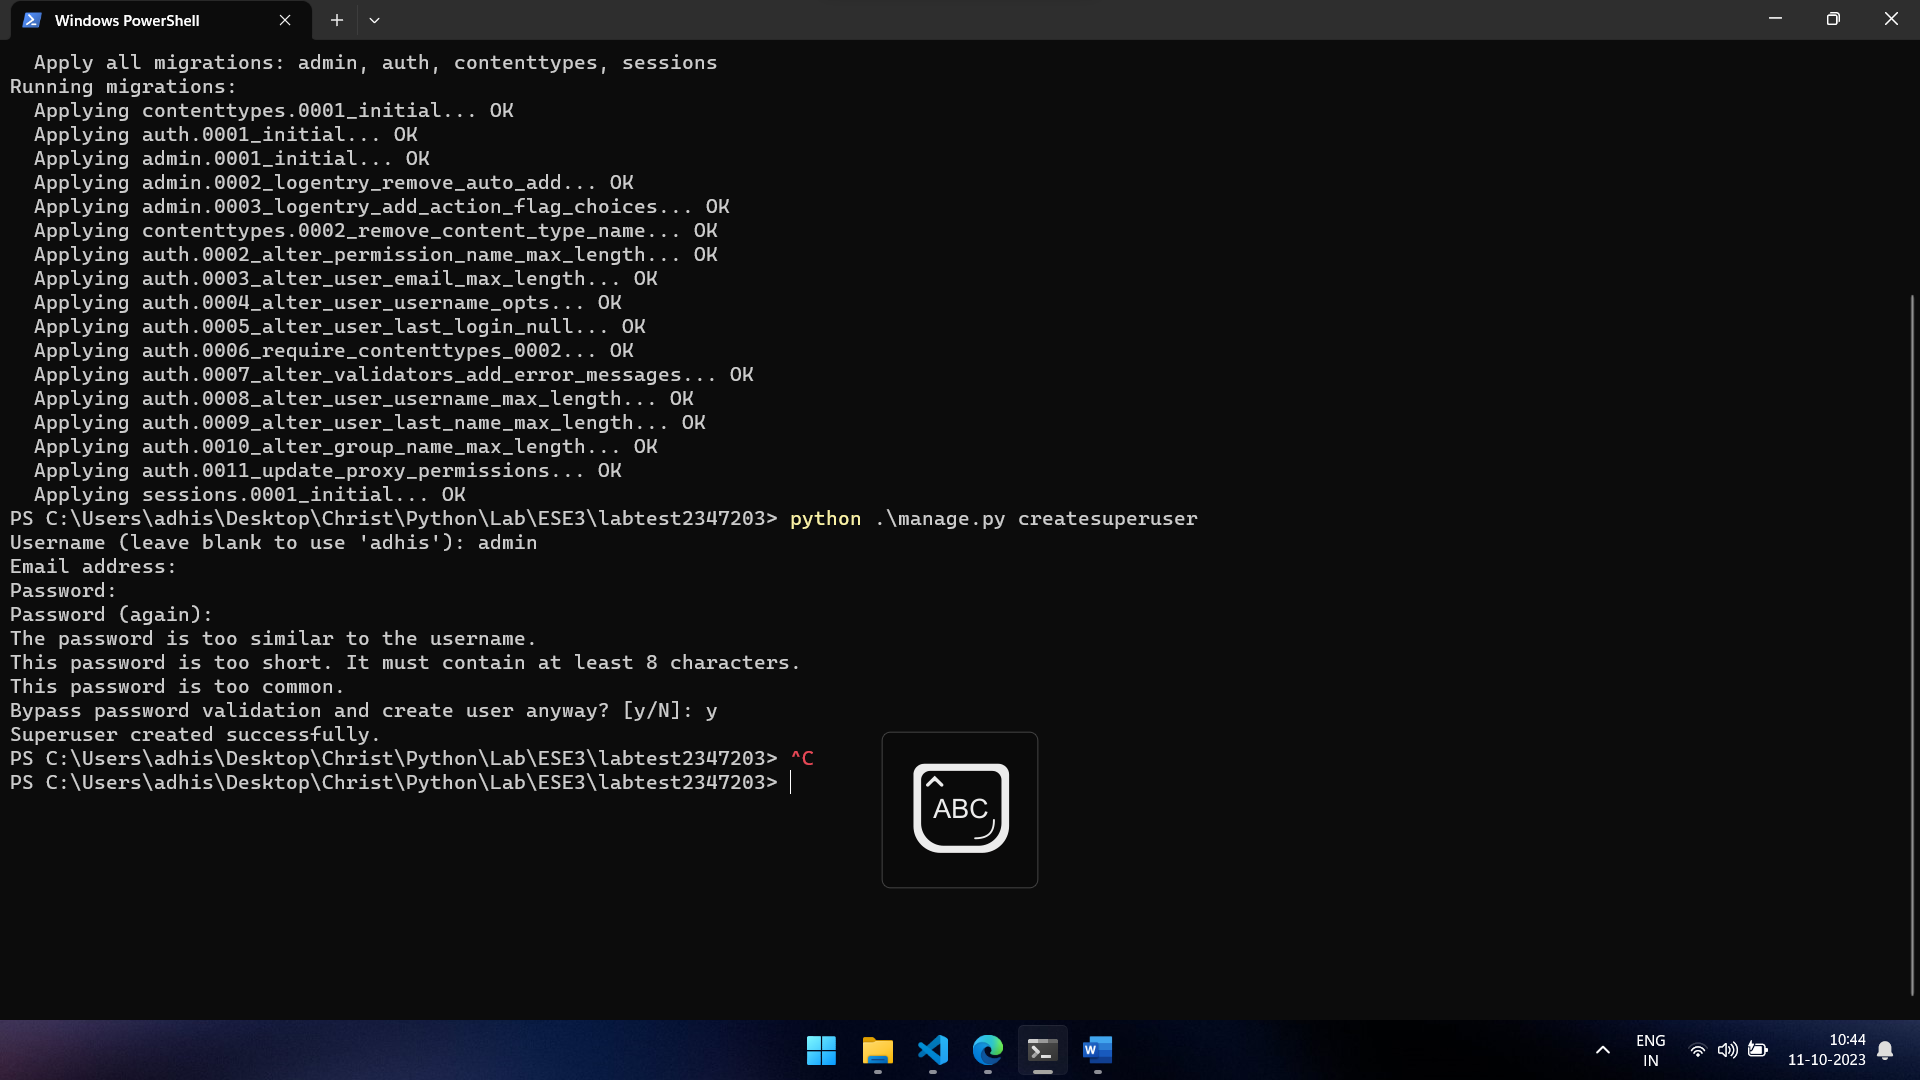 Windows PowerShell
  Apply all migrations: admin, auth, contenttypes, sessions
Running migrations:
  Applying contenttypes.0001_initial... OK
  Applying auth.0001_initial... OK
  Applying admin.0001_initial... OK
  Applying admin.0002_logentry_remove_auto_add... OK
  Applying admin.0003_logentry_add_action_flag_choices... OK
  Applying contenttypes.0002_remove_content_type_name... OK
  Applying auth.0002_alter_permission_name_max_length... OK
  Applying auth.0003_alter_user_email_max_length... OK
  Applying auth.0004_alter_user_username_opts... OK
  Applying auth.0005_alter_user_last_login_null... OK
  Applying auth.0006_require_contenttypes_0002... OK
  Applying auth.0007_alter_validators_add_error_messages... OK
  Applying auth.0008_alter_user_username_max_length... OK
  Applying auth.0009_alter_user_last_name_max_length... OK
  Applying auth.0010_alter_group_name_max_length... OK
  Applying auth.0011_update_proxy_permissions... OK
  Applying sessions.0001_initial... OK
PS C:\Users\adhis\Desktop\Christ\Python\Lab\ESE3\labtest2347203> python .\manage.py createsuperuser
Username (leave blank to use 'adhis'): admin
Email address:
Password:
Password (again):
The password is too similar to the username.
This password is too short. It must contain at least 8 characters.
This password is too common.
Bypass password validation and create user anyway? [y/N]: y
Superuser created successfully.
PS C:\Users\adhis\Desktop\Christ\Python\Lab\ESE3\labtest2347203> ^C
PS C:\Users\adhis\Desktop\Christ\Python\Lab\ESE3\labtest2347203>
ABC
W
ENG
IN
10:44
11-10-2023